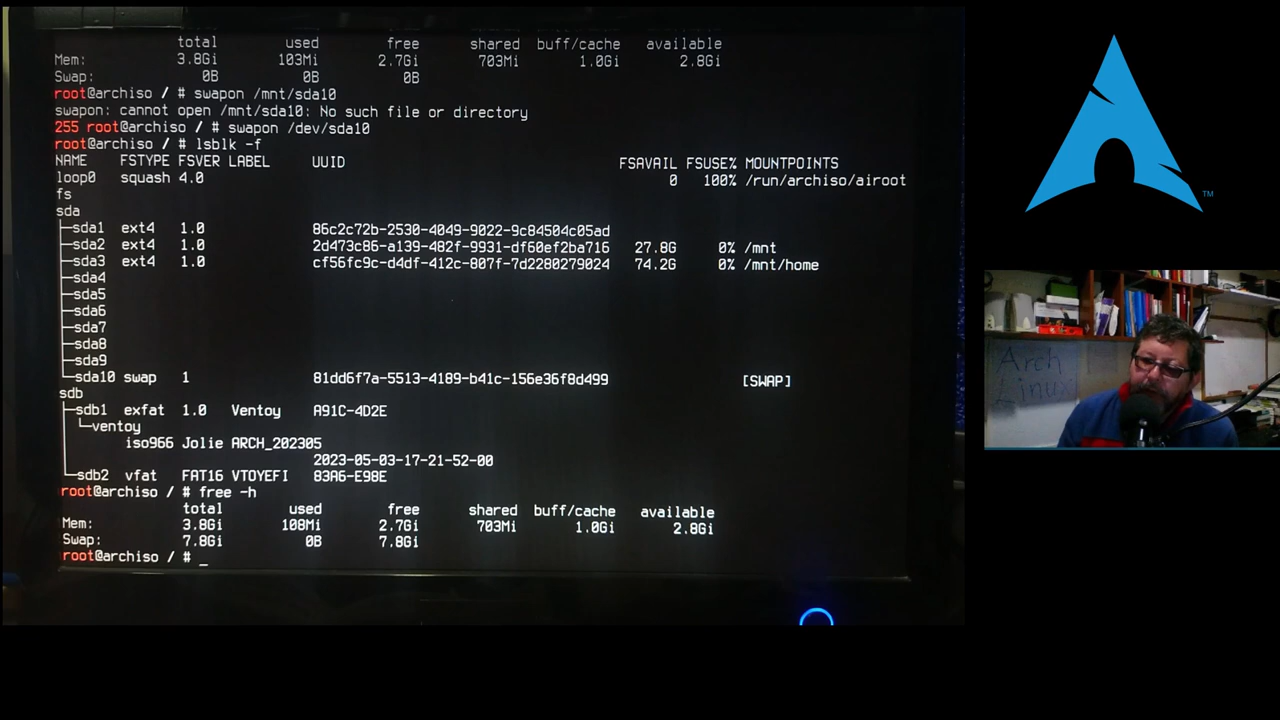 total used free shared buff/cache available
Mem: 3.8Gi 103Mi 2.7Gi 703Mi 1.0Gi 2.8Gi
Swap: 0B 0B 0B
root@archiso / # swapon /mnt/sda10
swapon: cannot open /mnt/sda10: No such file or directory
255 root@archiso / # swapon /dev/sda10
root@archiso / # lsblk -f
NAME FSTYPE FSVER LABEL UUID FSAVAIL FSUSE% MOUNTPOINTS
loop0 squash 4.0 0 100% /run/archiso/airoot
fs
sda
├─sda1 ext4 1.0 86c2c72b-2530-4049-9022-9c84504c05ad
├─sda2 ext4 1.0 2d473c86-a139-482f-9931-df60ef2ba716 27.8G 0% /mnt
├─sda3 ext4 1.0 cf56fc9c-d4df-412c-807f-7d2280279024 74.2G 0% /mnt/home
├─sda4
├─sda5
├─sda6
├─sda7
├─sda8
├─sda9
└─sda10 swap 1 81dd6f7a-5513-4189-b41c-156e36f8d499 [SWAP]
sdb
├─sdb1 exfat 1.0 Ventoy A91C-4D2E
│ └─ventoy
│ iso966 Jolie ARCH_202305
│ 2023-05-03-17-21-52-00
└─sdb2 vfat FAT16 VTOYEFI 83A6-E98E
root@archiso / # free -h
total used free shared buff/cache available
Mem: 3.8Gi 108Mi 2.7Gi 703Mi 1.0Gi 2.8Gi
Swap: 7.8Gi 0B 7.8Gi
root@archiso / # _
TM
Arch
Linux